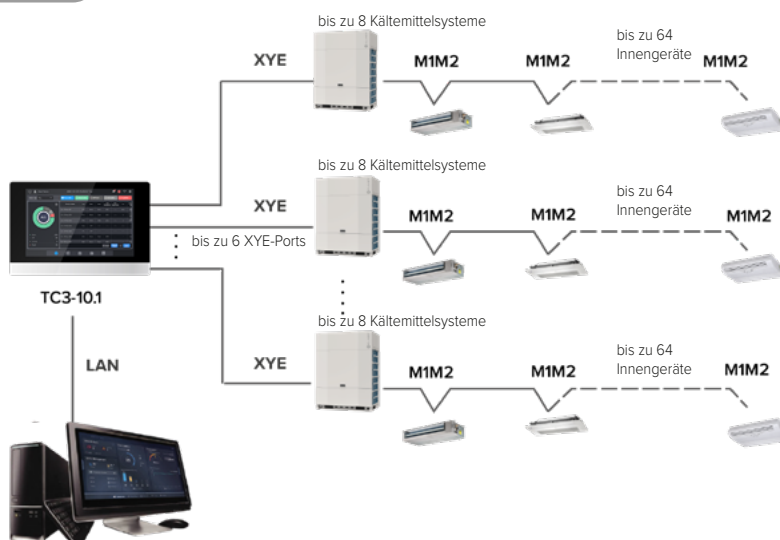 bis zu 8 Kältemittelsysteme
bis zu 64
Innengeräte
XYE
M1M2
M1M2
M1M2
bis zu 8 Kältemittelsysteme
bis zu 64
Innengeräte
XYE
M1M2
M1M2
M1M2
bis zu 6 XYE-Ports
TC3-10.1
bis zu 8 Kältemittelsysteme
bis zu 64
Innengeräte
LAN
XYE
M1M2
M1M2
M1M2